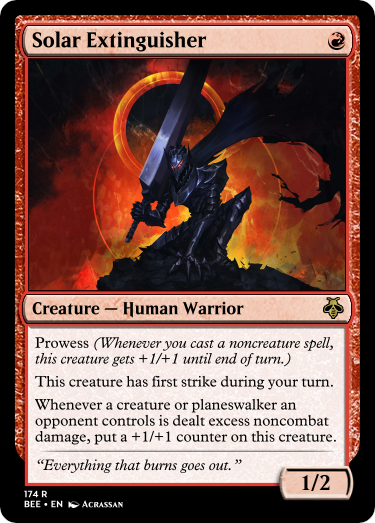 Solar Extinguisher
Creature — Human Warrior
Prowess (Whenever you cast a noncreature spell,
this creature gets +1/+1 until end of turn.)
This creature has first strike during your turn.
Whenever a creature or planeswalker an
opponent controls is dealt excess noncombat
damage, put a +1/+1 counter on this creature.
“Everything that burns goes out.”
1/2
174 R
BEE • EN Acrassan